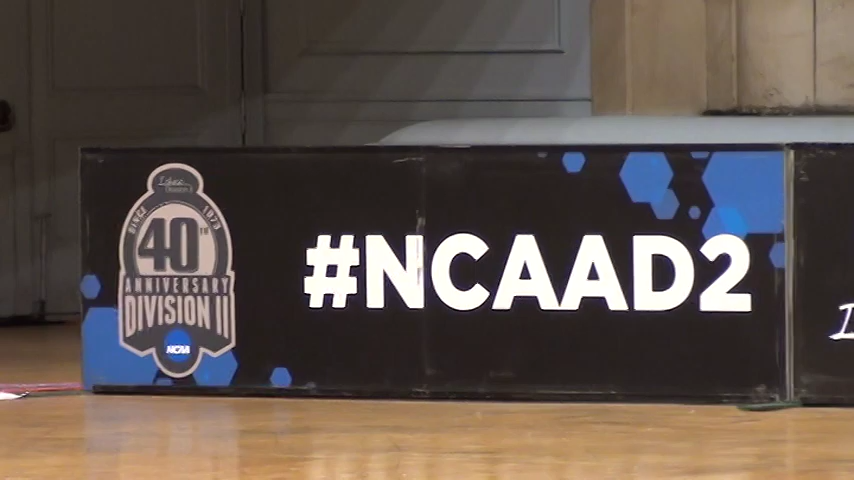 SINCE 1973
40TH
ANNIVERSARY
DIVISION II
NCAA
#NCAAD2